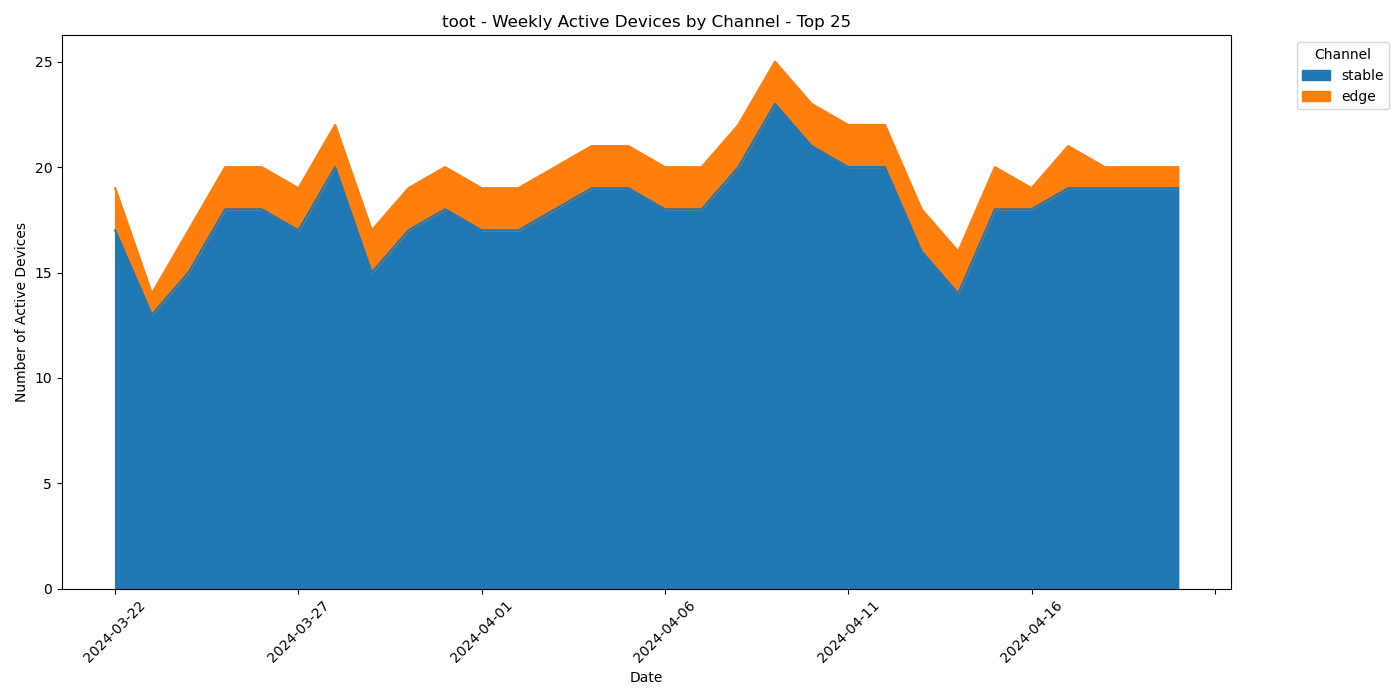 toot - Weekly Active Devices by Channel - Top 25
Channel
stable
edge
Number of Active Devices
25
20
15
10
5
0
2024-03-22
2024-03-27
2024-04-01
2024-04-06
2024-04-11
2024-04-16
Date